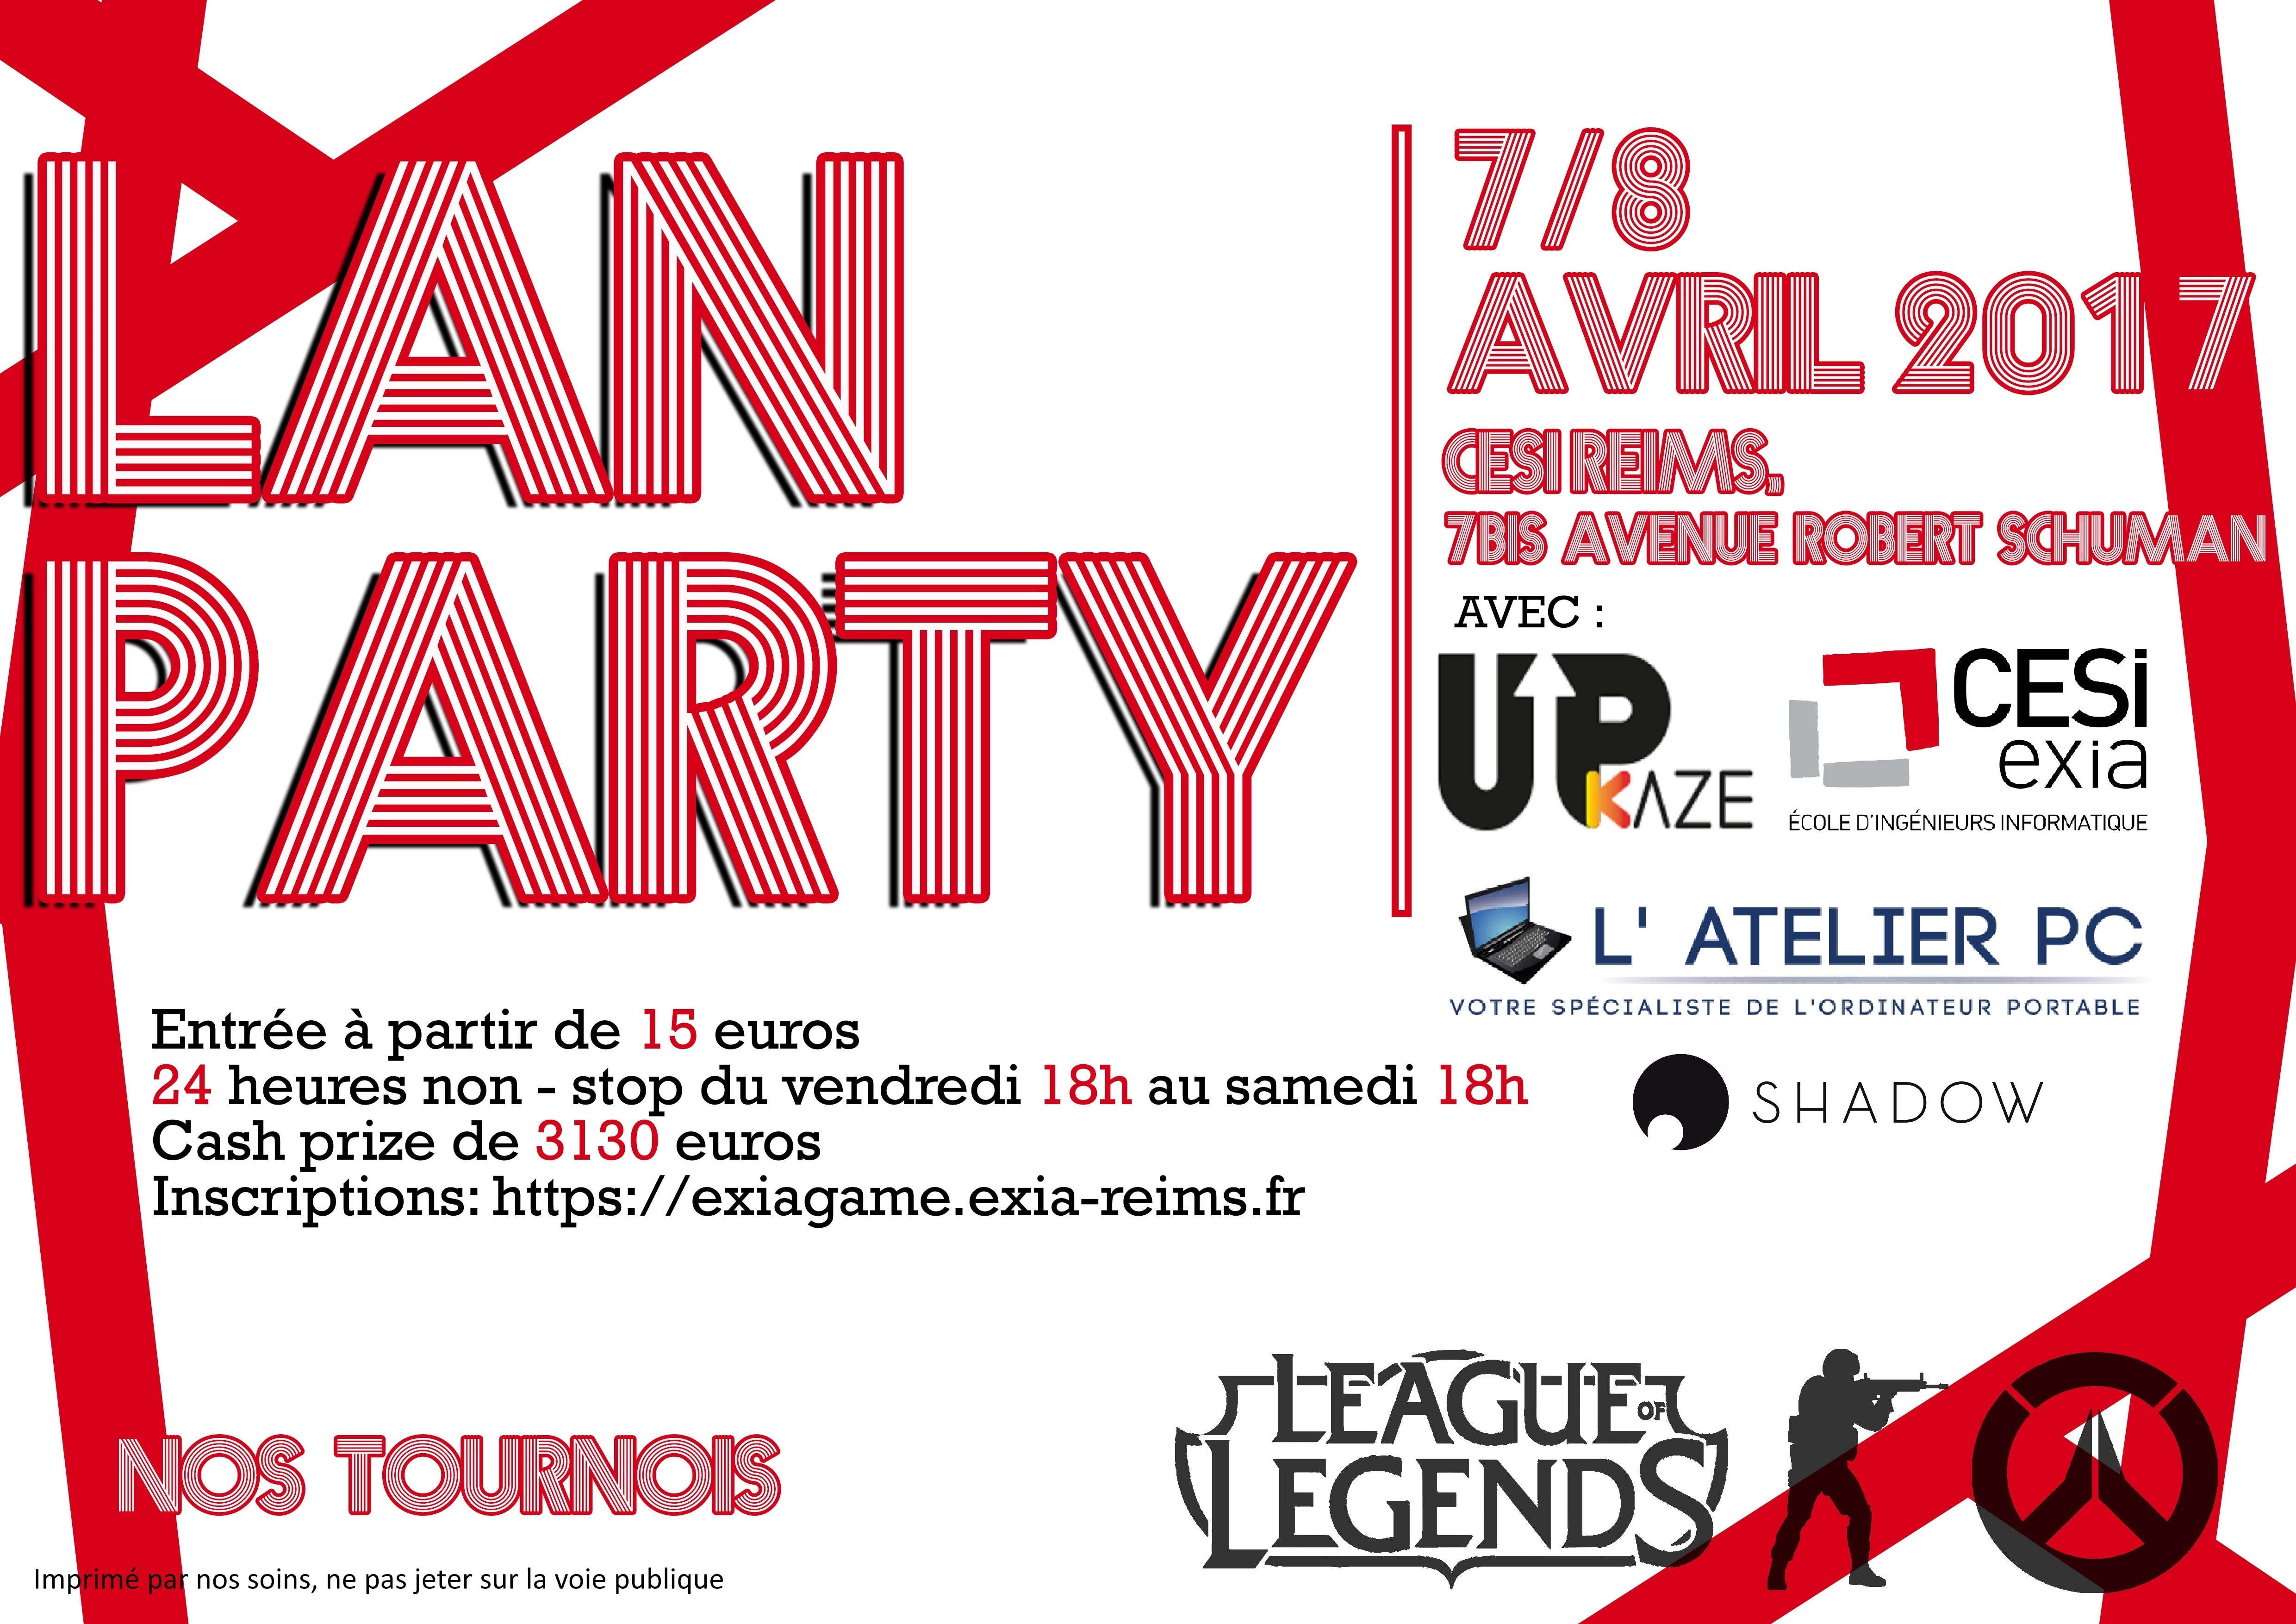 LAN
PARTY
7/8
AVRIL 2017
CESI REIMS,
7BIS AVENUE ROBERT SCHUMAN
AVEC :
UP
KAZE
CESi
exia
ÉCOLE D'INGÉNIEURS INFORMATIQUE
L' ATELIER PC
VOTRE SPÉCIALISTE DE L'ORDINATEUR PORTABLE
SHADOW
Entrée à partir de 15 euros
24 heures non - stop du vendredi 18h au samedi 18h
Cash prize de 3130 euros
Inscriptions: https://exiagame.exia-reims.fr
NOS TOURNOIS
LEAGUE OF
LEGENDS
Imprimé par nos soins, ne pas jeter sur la voie publique